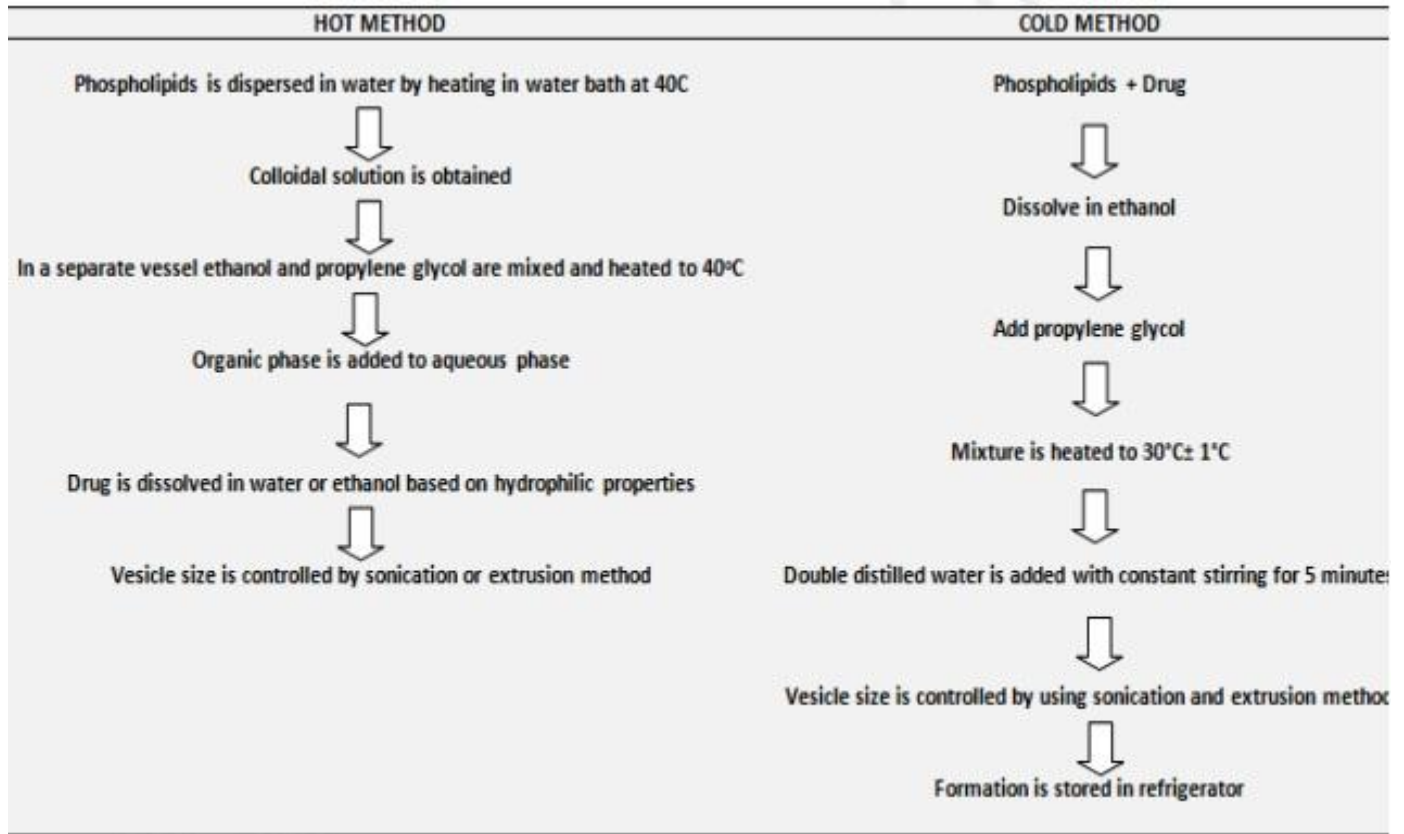 HOT METHOD
Phospholipids is dispersed in water by heating in water bath at 40C
Colloidal solution is obtained
In a separate vessel ethanol and propylene glycol are mixed and heated to 40°C
Organic phase is added to aqueous phase
Drug is dissolved in water or ethanol based on hydrophilic properties
Vesicle size is controlled by sonication or extrusion method
COLD METHOD
Phospholipids + Drug
Dissolve in ethanol
Add propylene glycol
Mixture is heated to 30°C± 1°C
Double distilled water is added with constant stirring for 5 minutes
Vesicle size is controlled by using sonication and extrusion method
Formation is stored in refrigerator